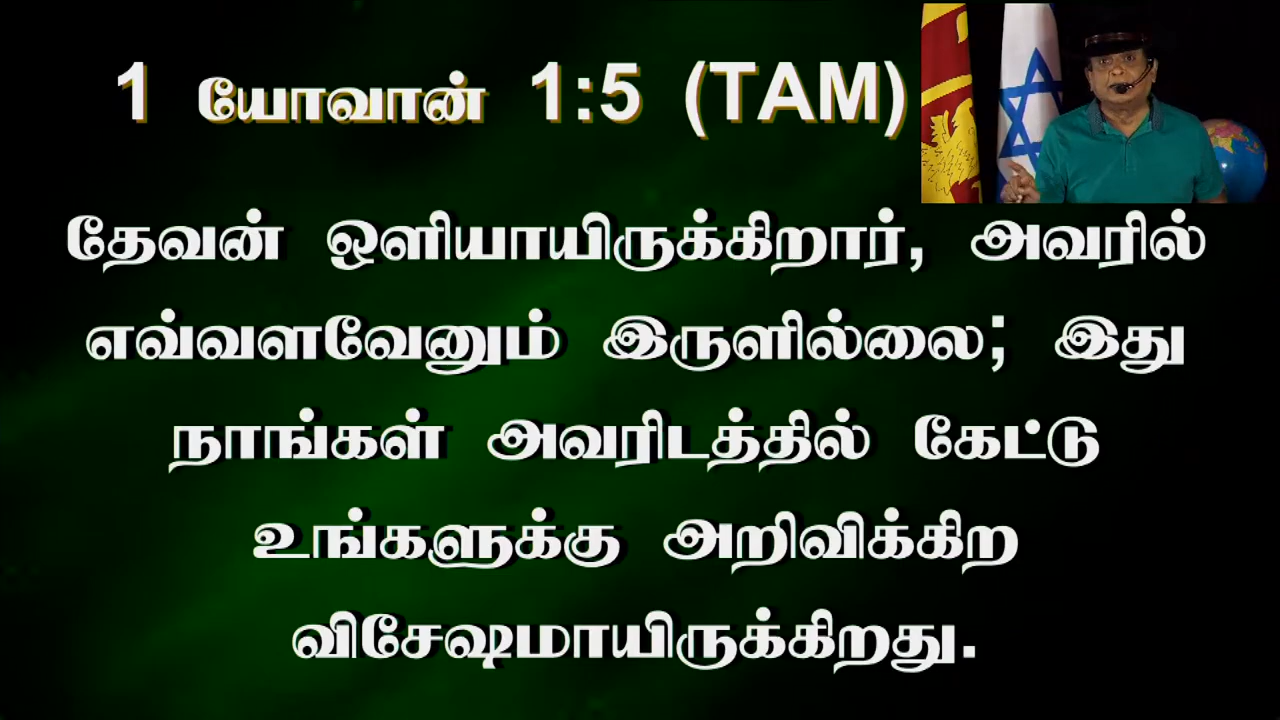 1 யோவான் 1:5 (TAM)
தேவன் ஒளியாயிருக்கிறார், அவரில்
எவ்வளவேனும் இருளில்லை; இது
நாங்கள் அவரிடத்தில் கேட்டு
உங்களுக்கு அறிவிக்கிற
விசேஷமாயிருக்கிறது.